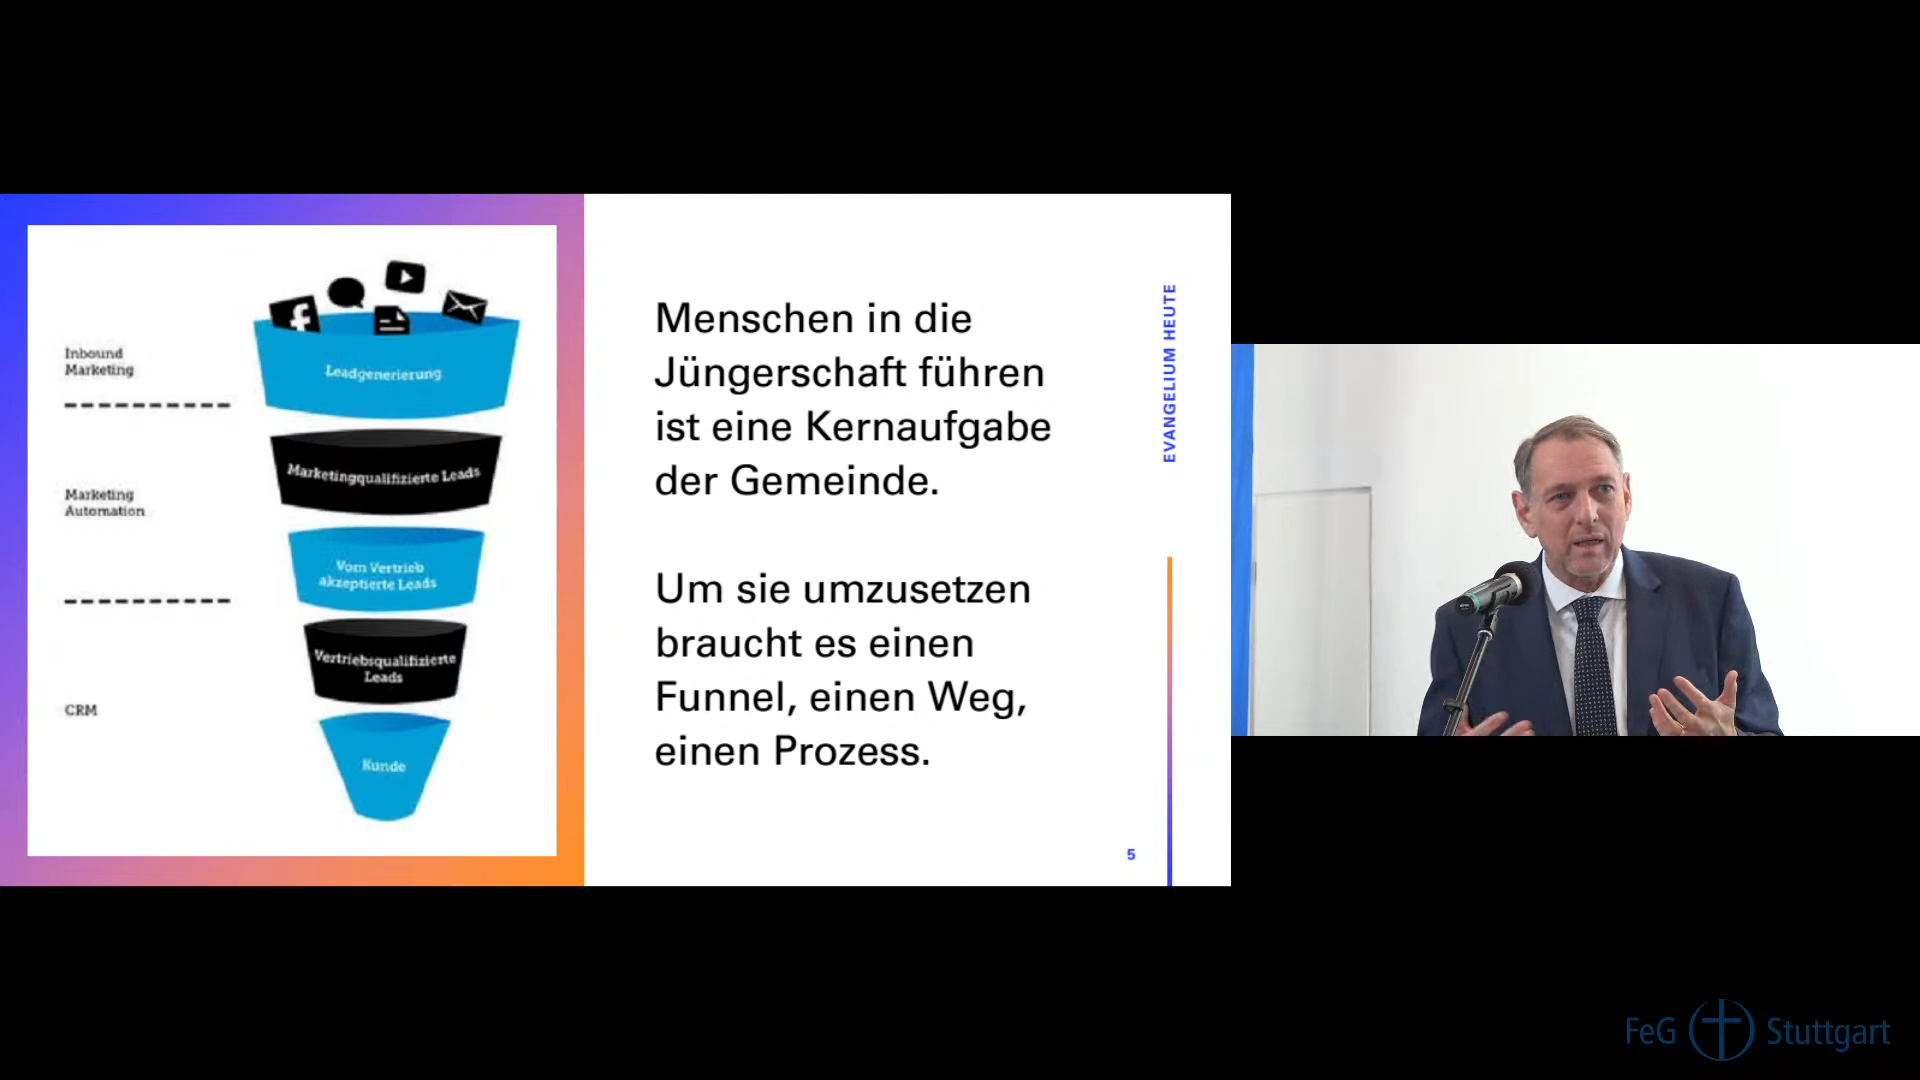 Inbound
Marketing
Marketing
Automation
CRM
Leadgenerierung
Marketingqualifizierte Leads
Vom Vertrieb
akzeptierte Leads
Vertriebsqualifizierte
Leads
Kunde
Menschen in die
Jüngerschaft führen
ist eine Kernaufgabe
der Gemeinde.
Um sie umzusetzen
braucht es einen
Funnel, einen Weg,
einen Prozess.
EVANGELIUM HEUTE
5
FeG Stuttgart